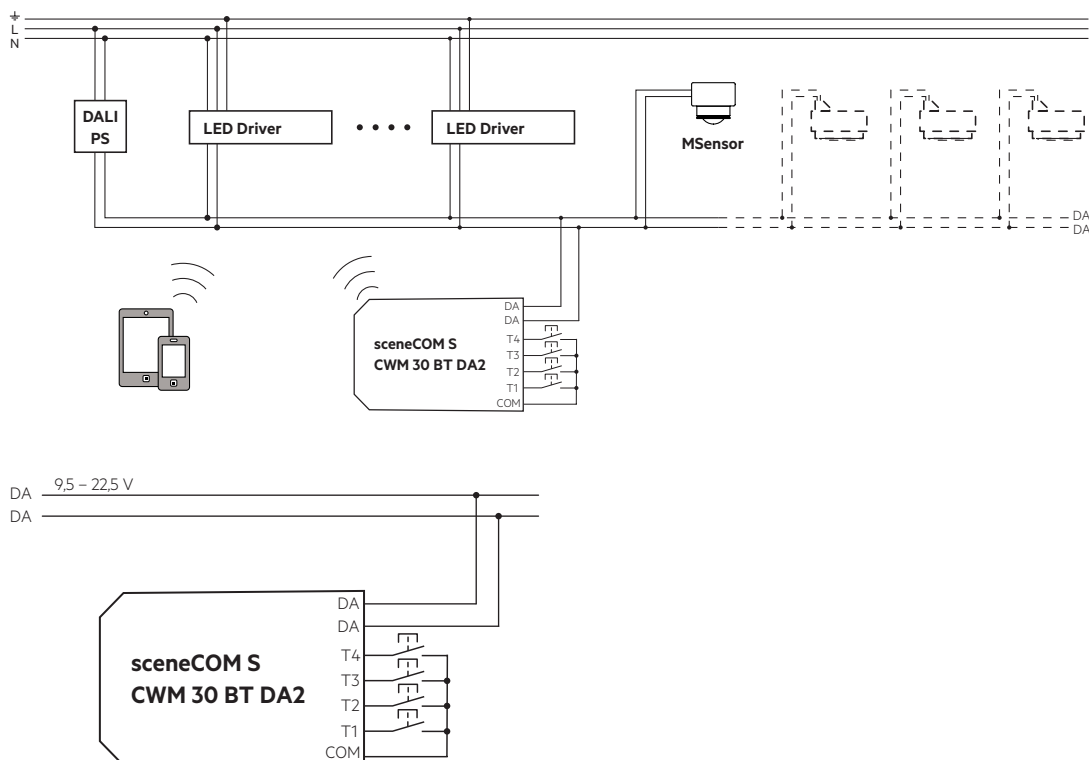 L
N
DALI
PS
LED Driver
LED Driver
MSensor
DA
DA
DA
DA
T4
T3
T2
T1
COM
sceneCOM S
CWM 30 BT DA2
DA 9,5 – 22,5 V
DA
DA
DA
T4
T3
T2
T1
COM
sceneCOM S
CWM 30 BT DA2